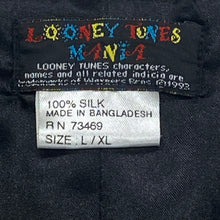 LOONEY TUNES
MANIA
LOONEY TUNES characters,
names and all related indicia are
trademarks of Warner Bros ©1993
100% SILK
MADE IN BANGLADESH
RN 73469
SIZE: L / XL